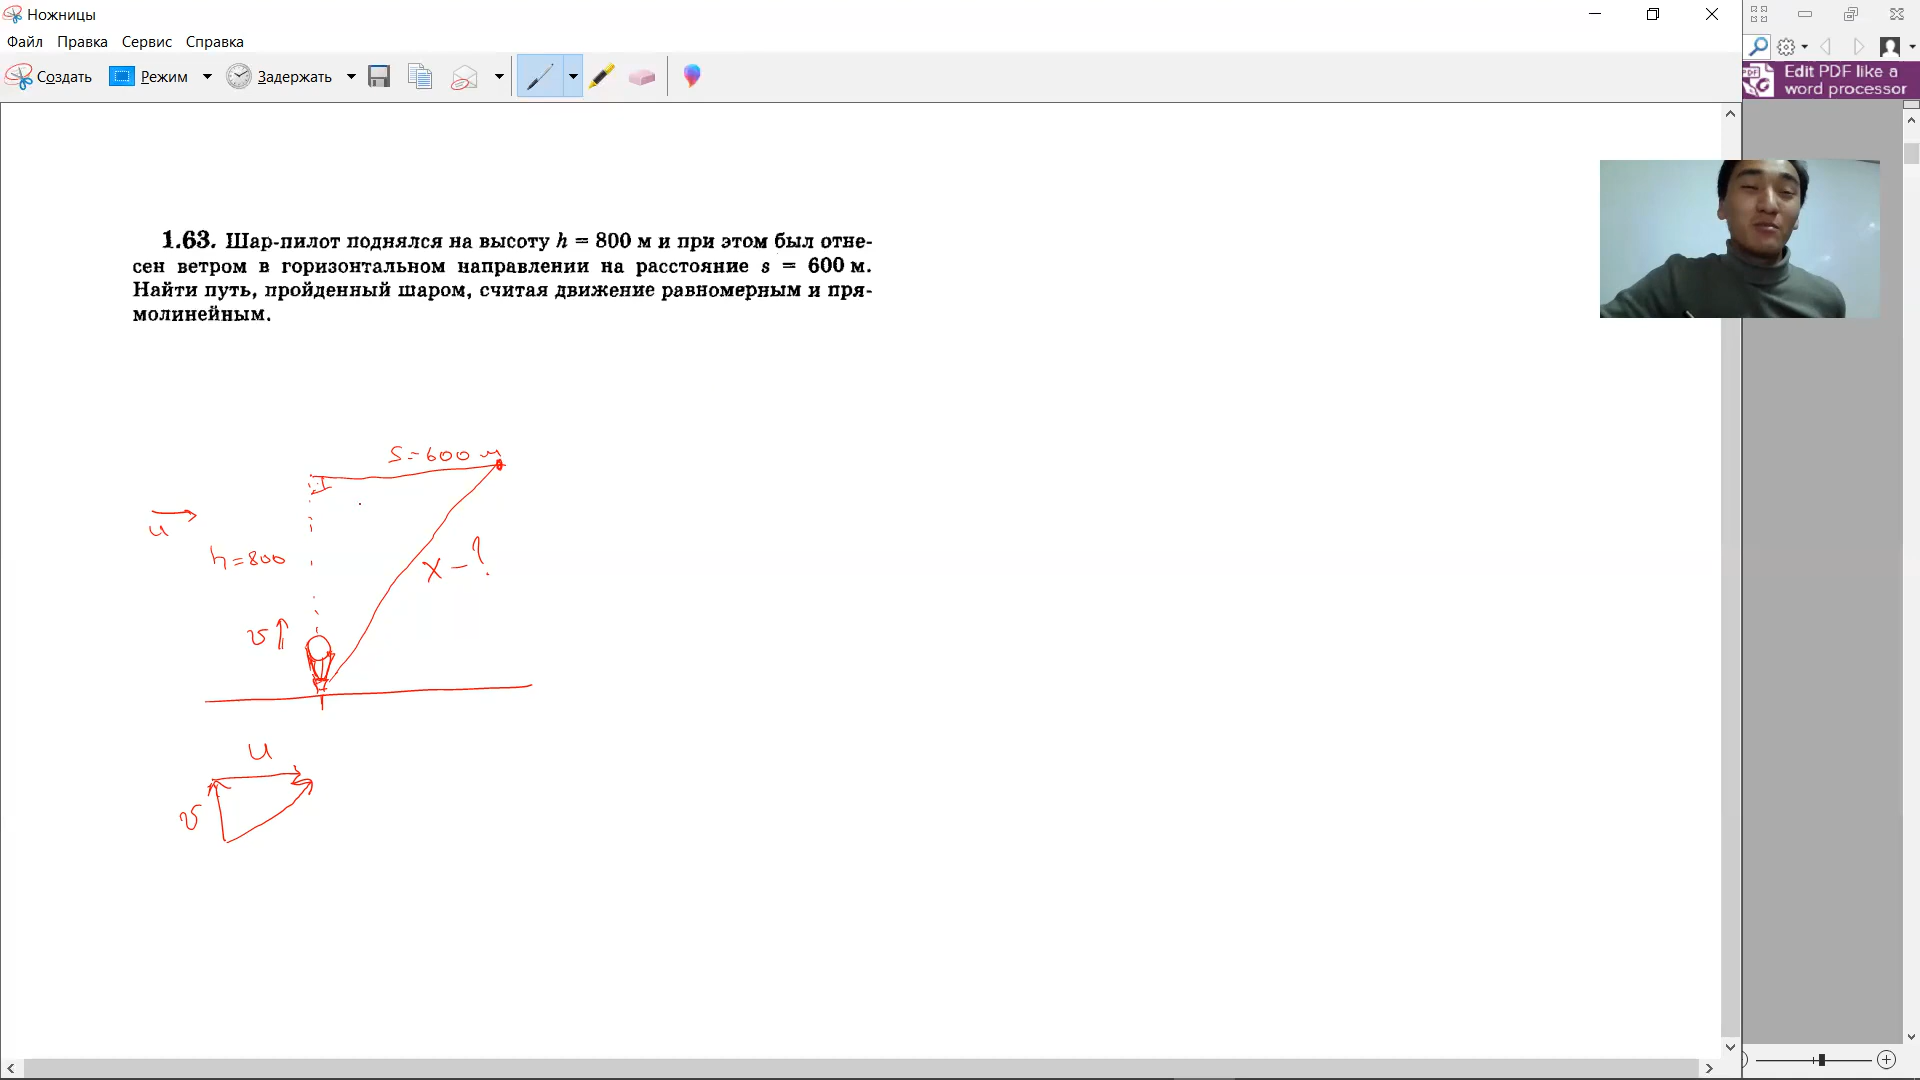 Ножницы
Файл Правка Сервис Справка
Создать Режим Задержать
Edit PDF like a
word processor
1.63. Шар-пилот поднялся на высоту h = 800 м и при этом был отне-
сен ветром в горизонтальном направлении на расстояние s = 600 м.
Найти путь, пройденный шаром, считая движение равномерным и пря-
молинейным.
S=600 м
u
h=800
x-?
v
u
v